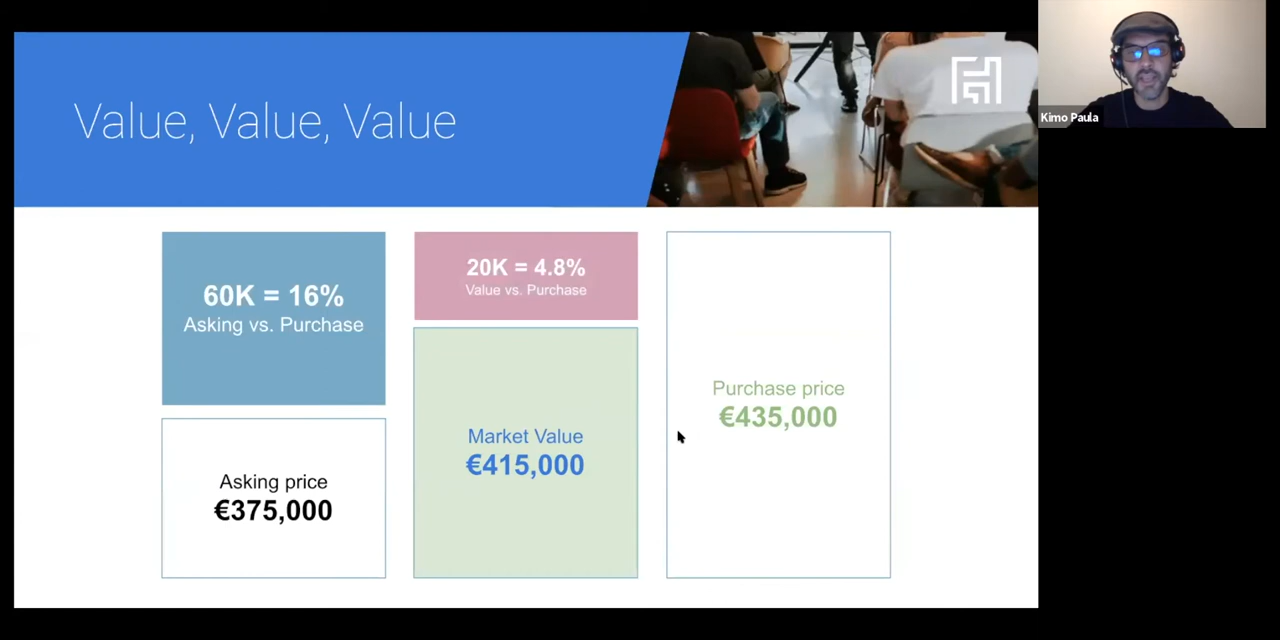 Value, Value, Value
Kimo Paula
60K = 16%
Asking vs. Purchase
Asking price
€375,000
20K = 4.8%
Value vs. Purchase
Market Value
€415,000
Purchase price
€435,000